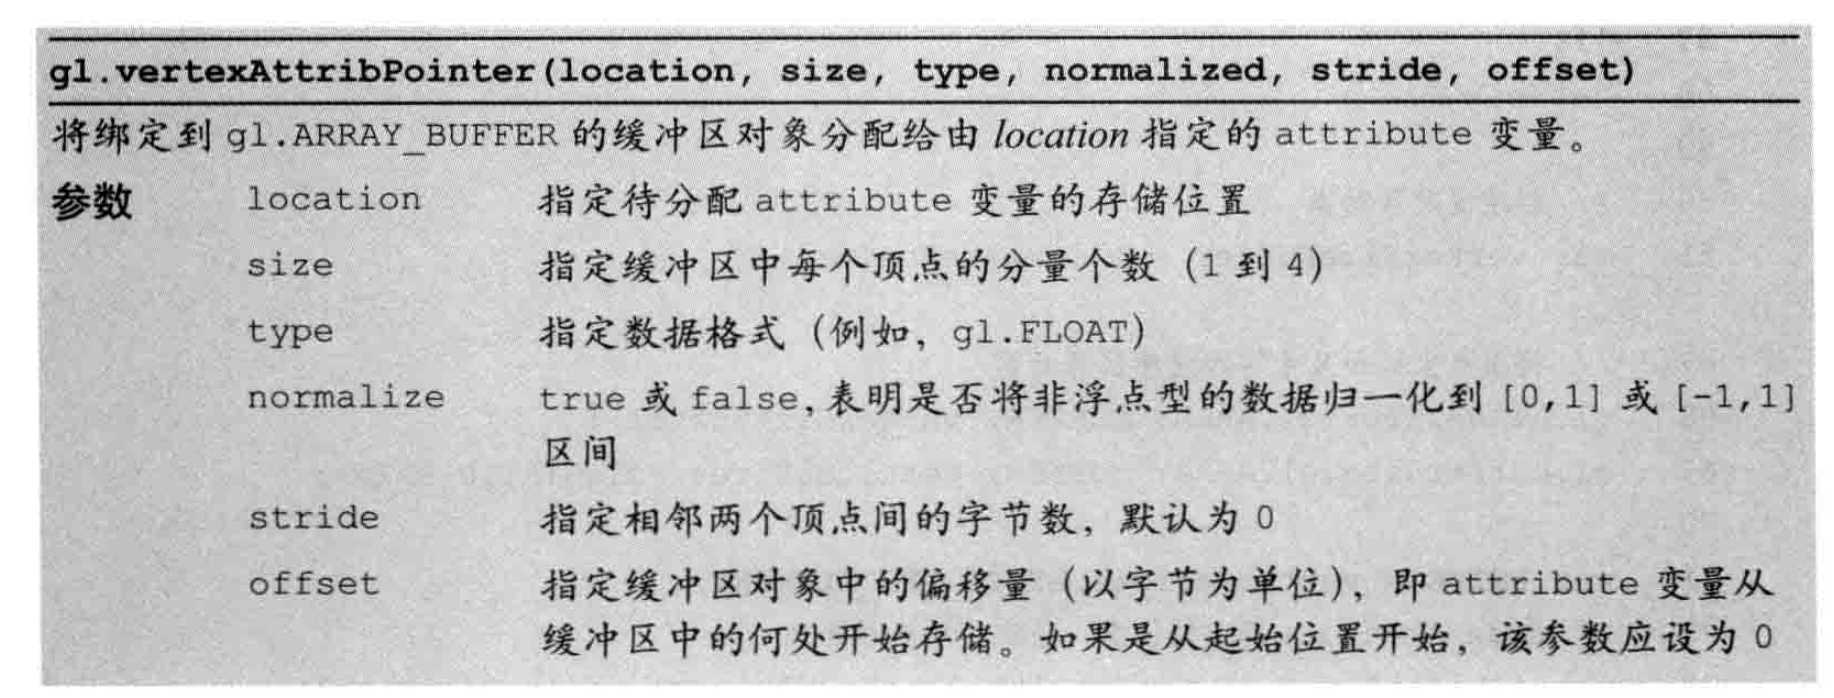 gl.vertexAttribPointer(location, size, type, normalized, stride, offset)
将绑定到 gl.ARRAY_BUFFER 的缓冲区对象分配给由 location 指定的 attribute 变量。
参数 location 指定待分配 attribute 变量的存储位置
size 指定缓冲区中每个顶点的分量个数（1 到 4）
type 指定数据格式（例如，gl.FLOAT）
normalize true 或 false,表明是否将非浮点型的数据归一化到 [0,1] 或 [-1,1]
区间
stride 指定相邻两个顶点间的字节数，默认为 0
offset 指定缓冲区对象中的偏移量（以字节为单位），即 attribute 变量从
缓冲区中的何处开始存储。如果是从起始位置开始，该参数应设为 0